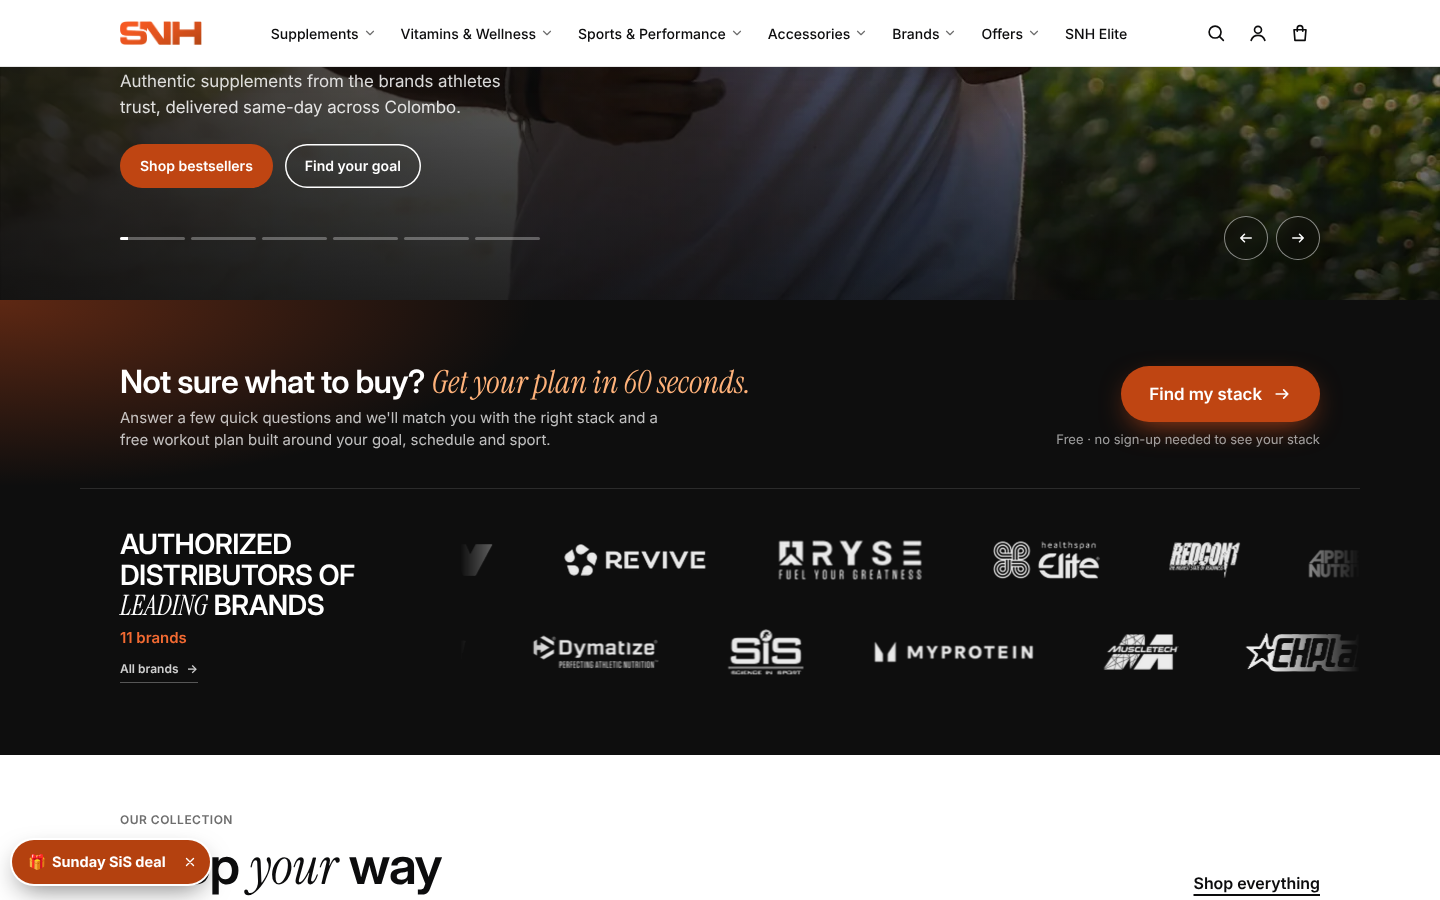 SNH
Supplements
Vitamins & Wellness
Sports & Performance
Accessories
Brands
Offers
SNH Elite
Authentic supplements from the brands athletes
trust, delivered same-day across Colombo.
Shop bestsellers
Find your goal
Not sure what to buy? Get your plan in 60 seconds.
Answer a few quick questions and we'll match you with the right stack and a
free workout plan built around your goal, schedule and sport.
Find my stack
Free · no sign-up needed to see your stack
AUTHORIZED
DISTRIBUTORS OF
LEADING BRANDS
11 brands
All brands
REVIVE
RYSE
FUEL YOUR GREATNESS
healthspan
Elite
REDCON1
THE HIGHEST STATE OF READINESS
Dymatize
PERFECTING ATHLETIC NUTRITION
SiS
SCIENCE IN SPORT
MYPROTEIN
MUSCLETECH
OUR COLLECTION
your way
Shop everything
Sunday SiS deal